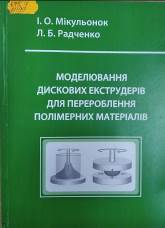 І. О. Мікульонок
Л. Б. Радченко
МОДЕЛЮВАННЯ
ДИСКОВИХ ЕКСТРУДЕРІВ
ДЛЯ ПЕРЕРОБЛЕННЯ
ПОЛІМЕРНИХ МАТЕРІАЛІВ